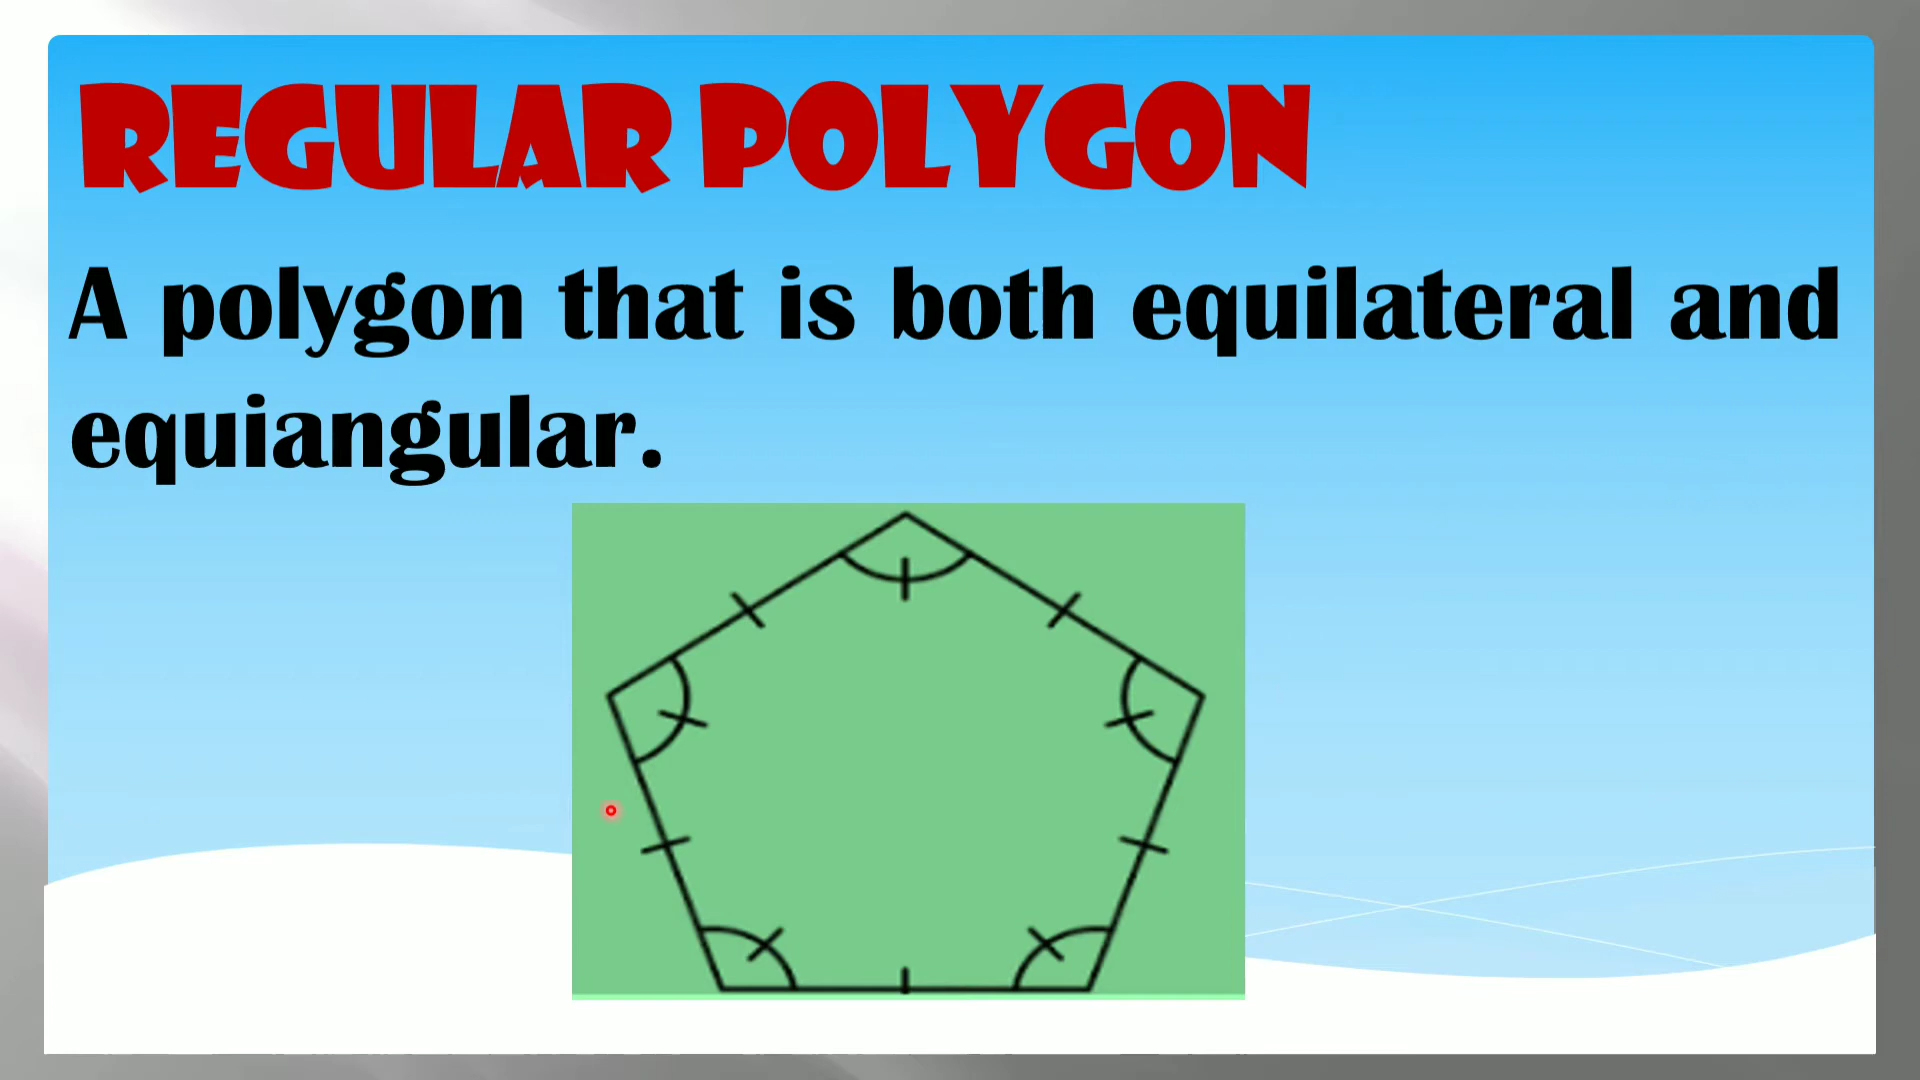 REGULAR POLYGON
A polygon that is both equilateral and
equiangular.